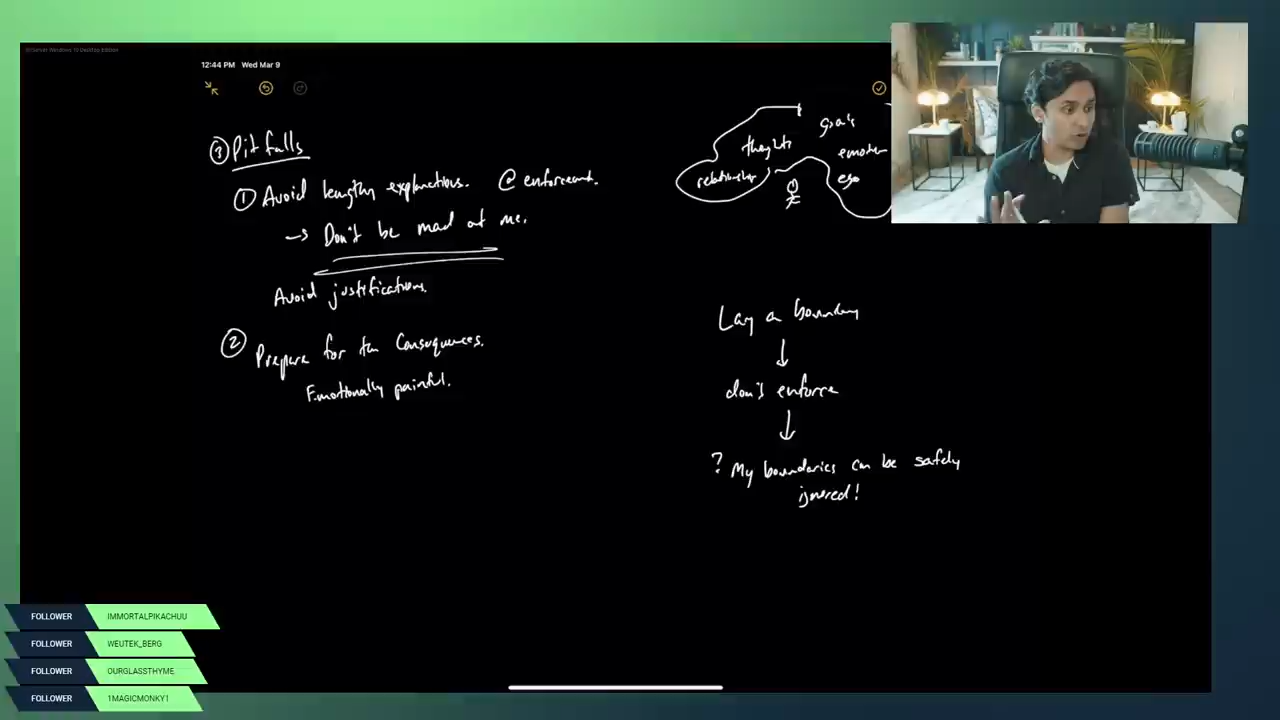 12:44 PM Wed Mar 9
③ Pitfalls
① Avoid lengthy explanations. @ enforcement.
→ Don't be mad at me.
Avoid justifications.
② Prepare for the Consequences.
Emotionally painful.
thoughts
goals
emotion
relationship
ego
Lay a boundary
↓
don't enforce
↓
? My boundaries can be safely
ignored!
FOLLOWER IMMORTALPIKACHUU
FOLLOWER WEUTEK_BERG
FOLLOWER OURGLASSTHYME
FOLLOWER 1MAGICMONKY1